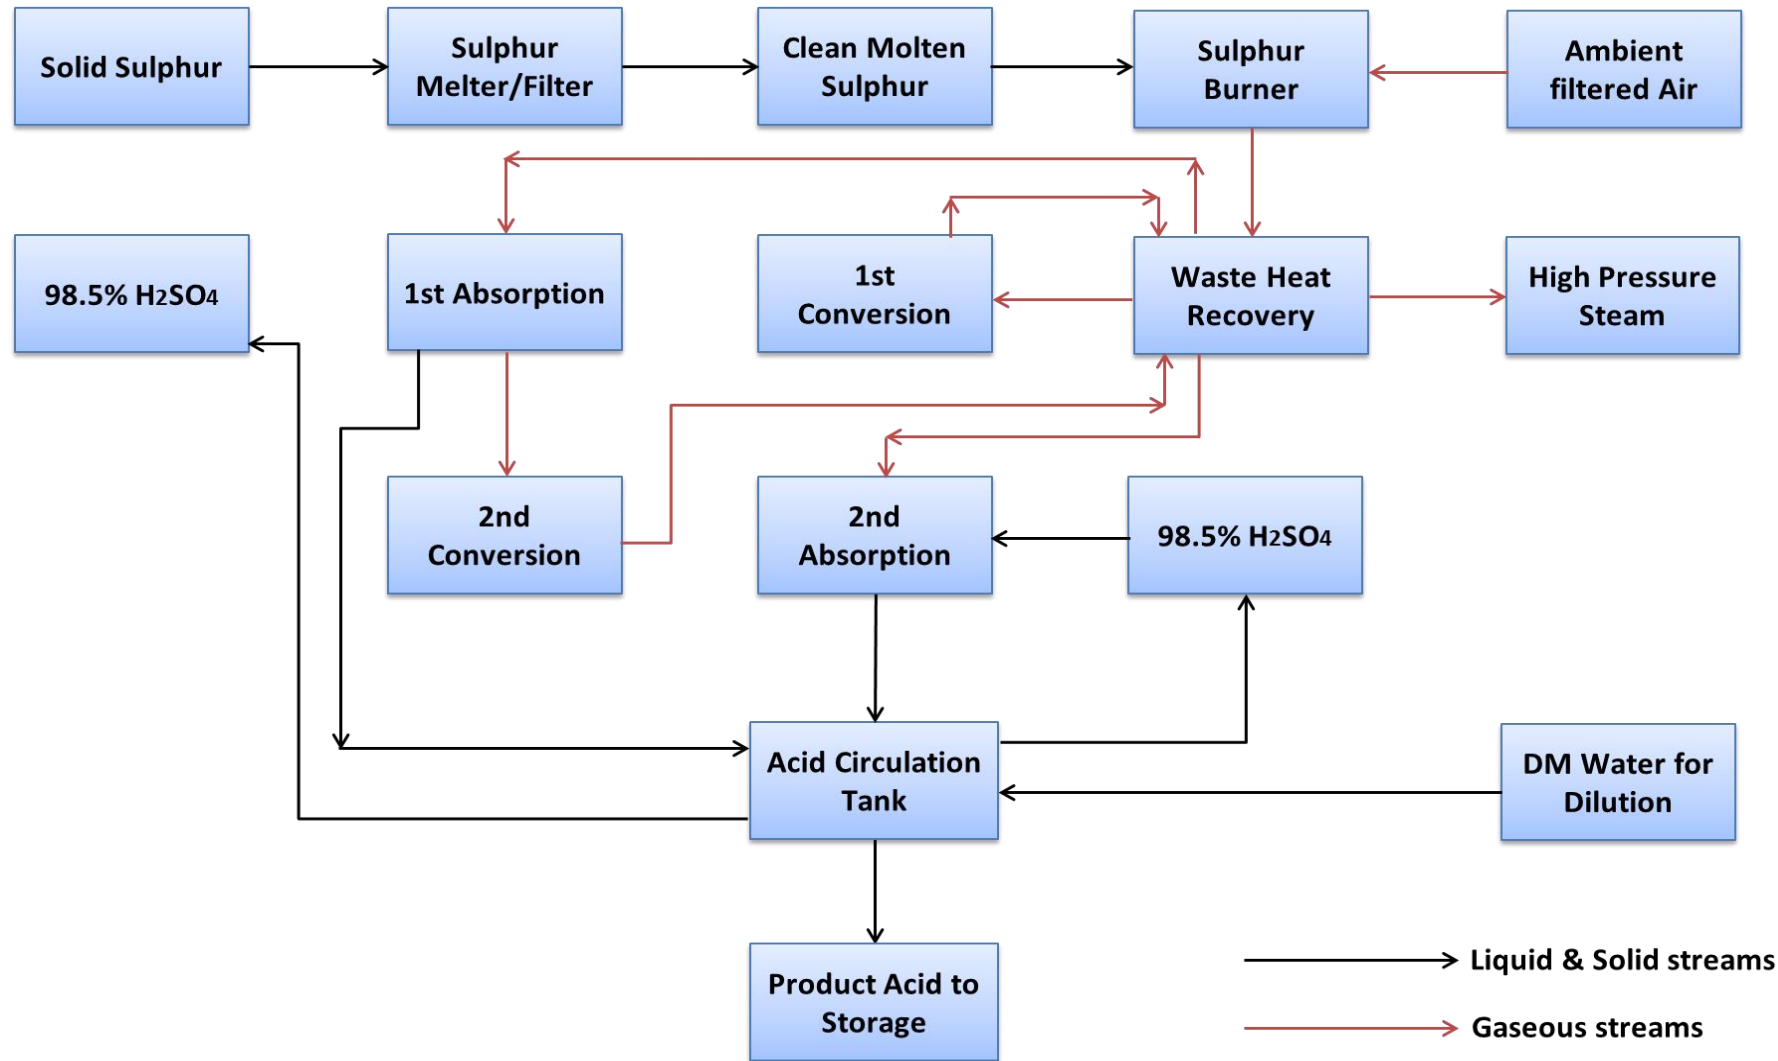 Solid Sulphur
Sulphur
Melter/Filter
Clean Molten
Sulphur
Sulphur
Burner
Ambient
filtered Air
98.5% H2SO4
1st Absorption
1st
Conversion
Waste Heat
Recovery
High Pressure
Steam
2nd
Conversion
2nd
Absorption
98.5% H2SO4
Acid Circulation
Tank
DM Water for
Dilution
Product Acid to
Storage
Liquid & Solid streams
Gaseous streams